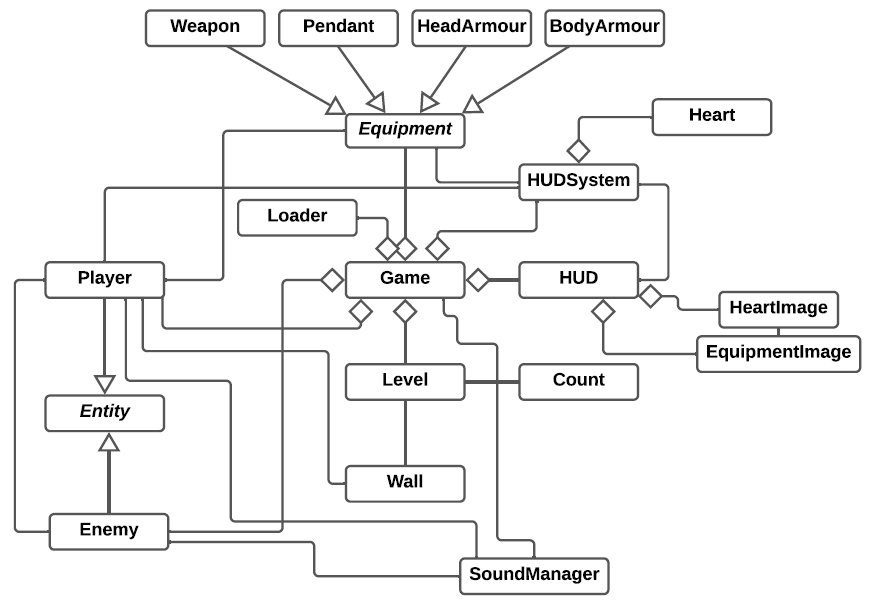 Weapon
Pendant
HeadArmour
BodyArmour
Equipment
Heart
HUDSystem
Loader
Player
Game
HUD
HeartImage
EquipmentImage
Level
Count
Entity
Wall
Enemy
SoundManager